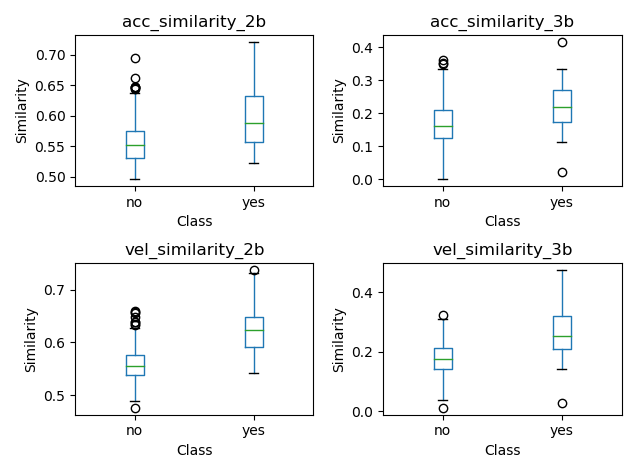 acc_similarity_2b
Similarity
0.70
0.65
0.60
0.55
0.50
no yes
Class
acc_similarity_3b
Similarity
0.4
0.3
0.2
0.1
0.0
no yes
Class
vel_similarity_2b
Similarity
0.7
0.6
0.5
no yes
Class
vel_similarity_3b
Similarity
0.4
0.2
0.0
no yes
Class